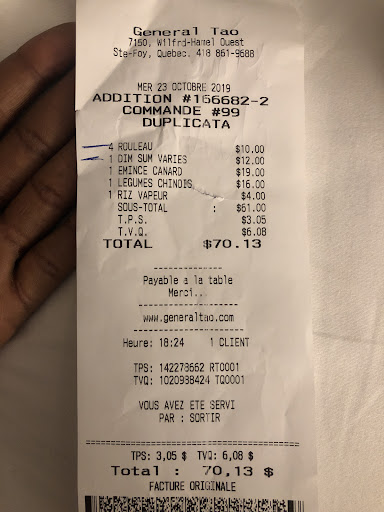 General Tao
7150, Wilfrd-Hamel Ouest
Ste-Foy, Quebec. 418 861-9688
MER 23 OCTOBRE 2019
ADDITION #166682-2
COMMANDE #99
DUPLICATA
4 ROULEAU $10.00
1 DIM SUM VARIES $12.00
1 EMINCE CANARD $19.00
1 LEGUMES CHINOIS $16.00
1 RIZ VAPEUR $4.00
SOUS-TOTAL : $61.00
T.P.S. $3.05
T.V.Q. $6.08
TOTAL $70.13
Payable a la table
Merci...
www.generaltao.com
Heure: 18:24 1 CLIENT
TPS: 142278662 RT0001
TVQ: 1020988424 TQ0001
VOUS AVEZ ETE SERVI
PAR : SORTIR
TPS: 3,05 $ TVQ: 6,08 $
Total : 70,13 $
FACTURE ORIGINALE